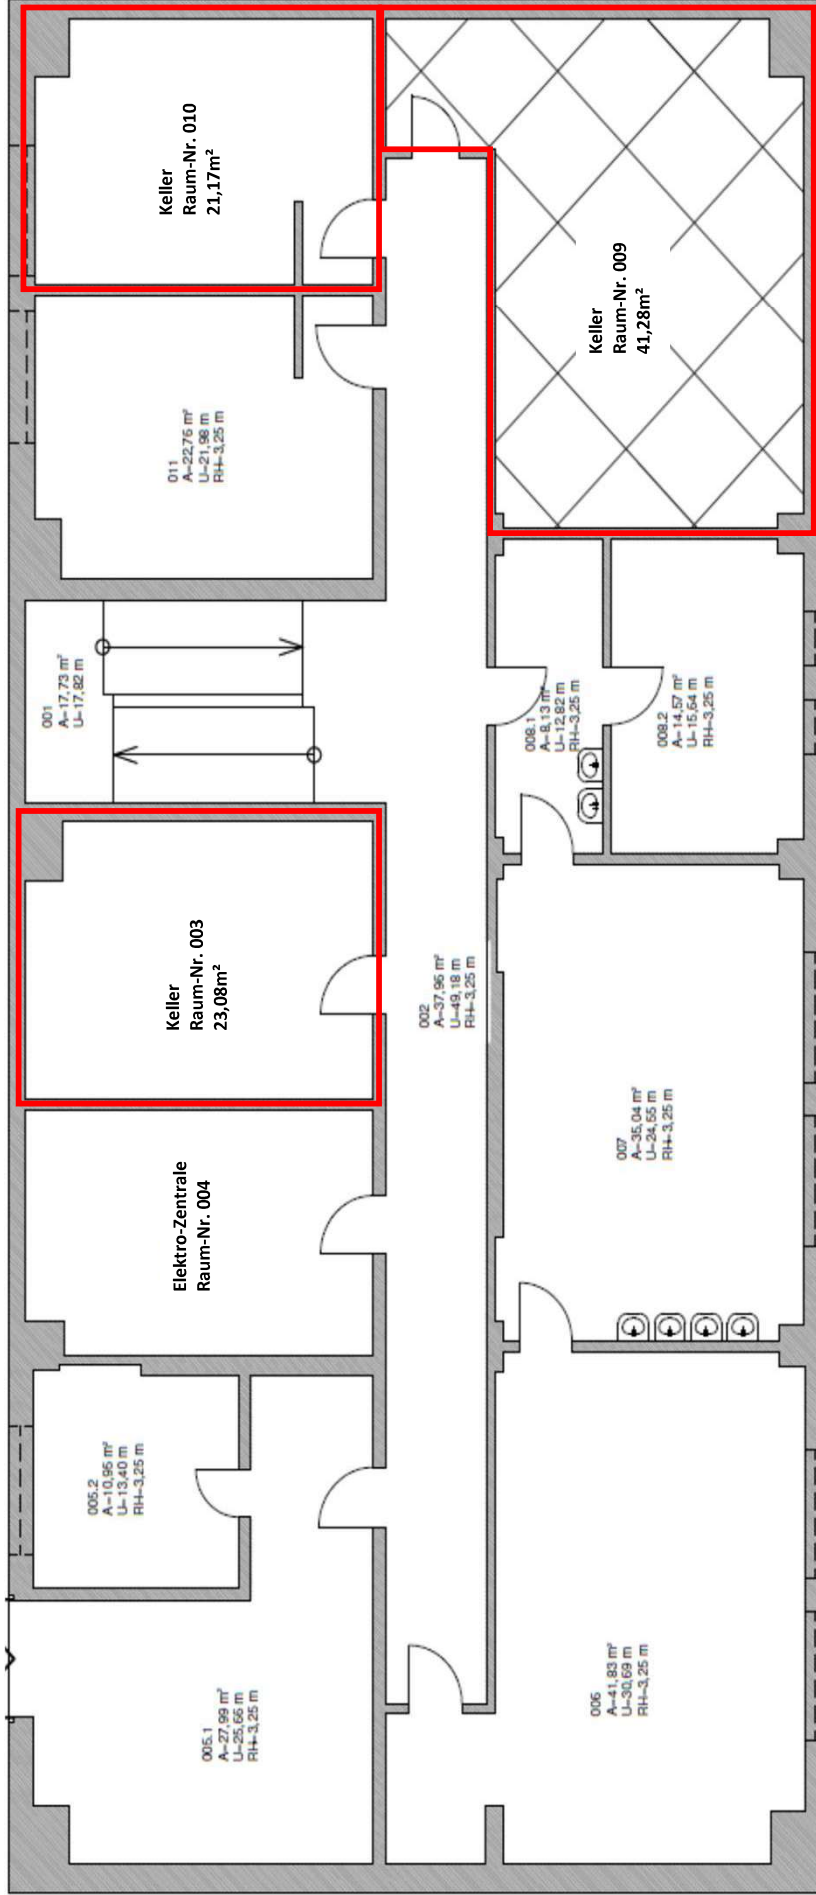 Keller
Raum-Nr. 010
21,17m²
Keller
Raum-Nr. 009
41,28m²
011
A=22,76 m²
U=21,98 m
RH=3,25 m
001
A=17,73 m²
U=17,82 m
008.1
A=8,13 m²
U=12,82 m
RH=3,25 m
008.2
A=14,57 m²
U=15,64 m
RH=3,25 m
Keller
Raum-Nr. 003
23,08m²
002
A=37,96 m²
U=49,18 m
RH=3,25 m
007
A=35,04 m²
U=24,55 m
RH=3,25 m
Elektro-Zentrale
Raum-Nr. 004
005.2
A=10,95 m²
U=13,40 m
RH=3,25 m
005.1
A=27,99 m²
U=25,66 m
RH=3,25 m
006
A=41,83 m²
U=30,69 m
RH=3,25 m